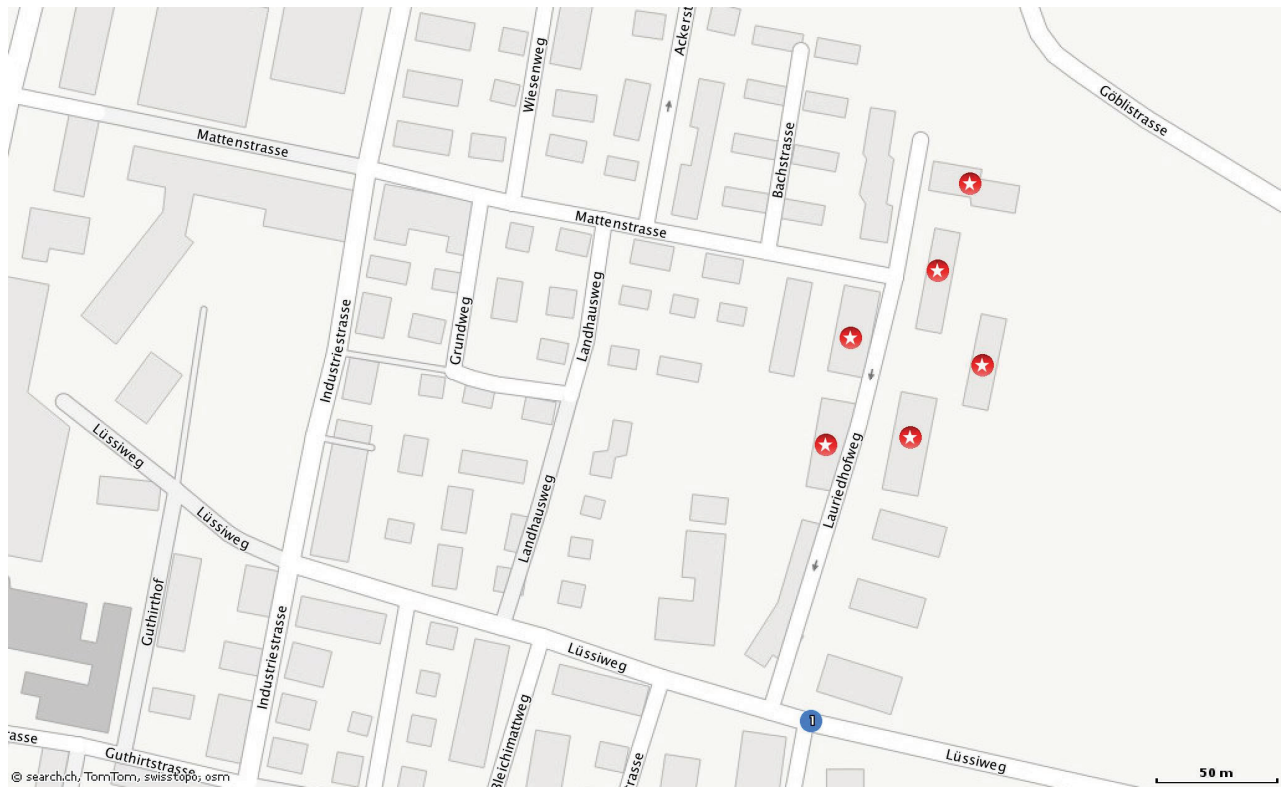 Ackerst
Wiesenweg
Göblistrasse
Mattenstrasse
Bachstrasse
Mattenstrasse
Landhausweg
Grundweg
Industriestrasse
Lüssiweg
Lauriedhofweg
Landhausweg
Lüssiweg
Guthirthof
Industriestrasse
Lüssiweg
1
Bleichimattweg
strasse
asse
Guthirtstrasse
Lüssiweg
© search.ch, TomTom, swisstopo, osm
50 m